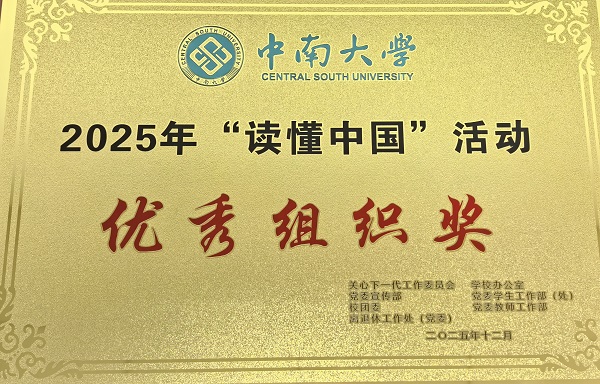 中南大学
CENTRAL SOUTH UNIVERSITY
2025年“读懂中国”活动
优秀组织奖
关心下一代工作委员会 学校办公室
党委宣传部 党委学生工作部（处）
校团委 党委教师工作部
离退休工作处（党委）
二〇二五年十二月